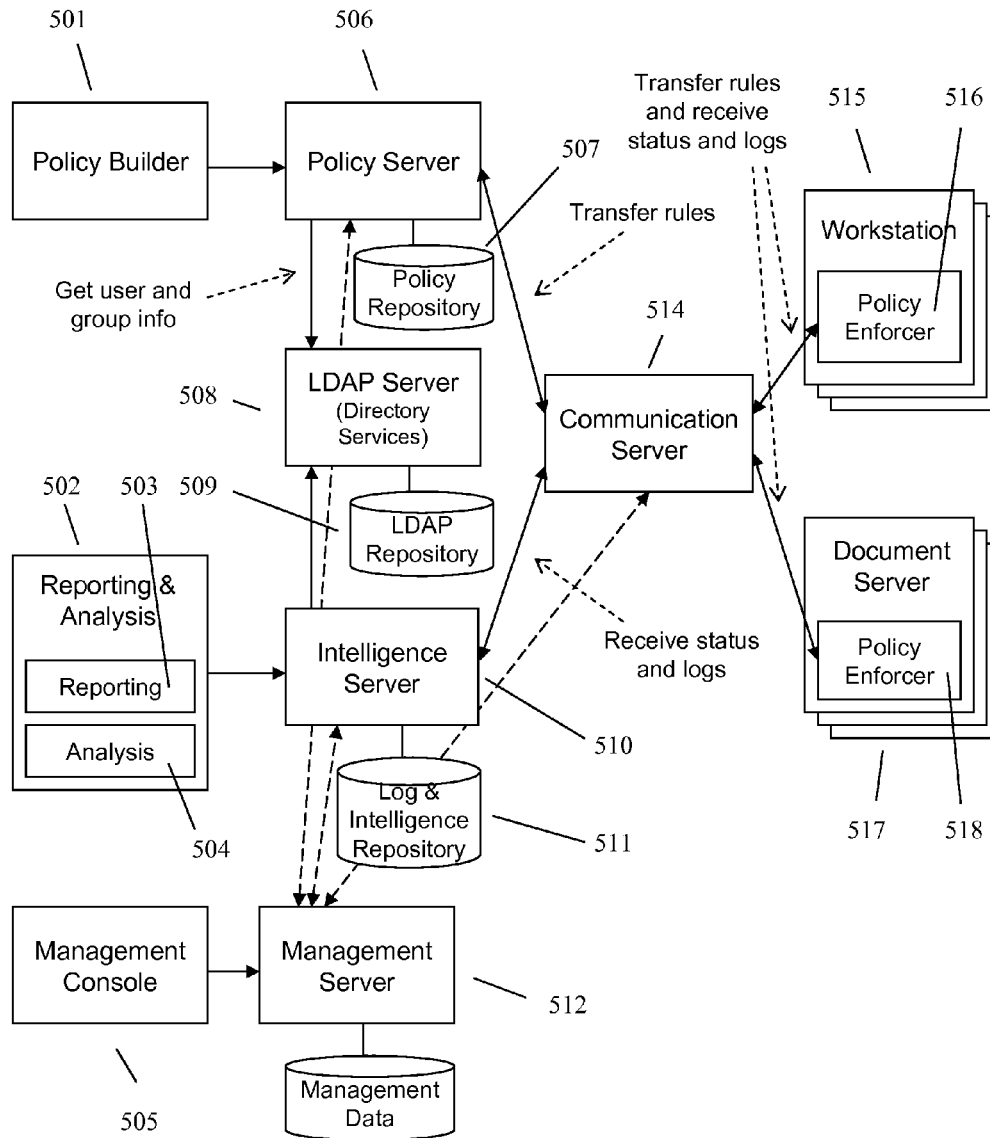 501
506
Policy Builder
Policy Server
507
Transfer rules
and receive
status and logs
515
516
Transfer rules
Workstation
Policy
Enforcer
Get user and
group info
Policy
Repository
514
508
LDAP Server
(Directory
Services)
Communication
Server
502
503
509
LDAP
Repository
Reporting &
Analysis
Reporting
Analysis
504
Intelligence
Server
510
Receive status
and logs
Document
Server
Policy
Enforcer
517
518
Log &
Intelligence
Repository
511
Management
Console
505
Management
Server
512
Management
Data